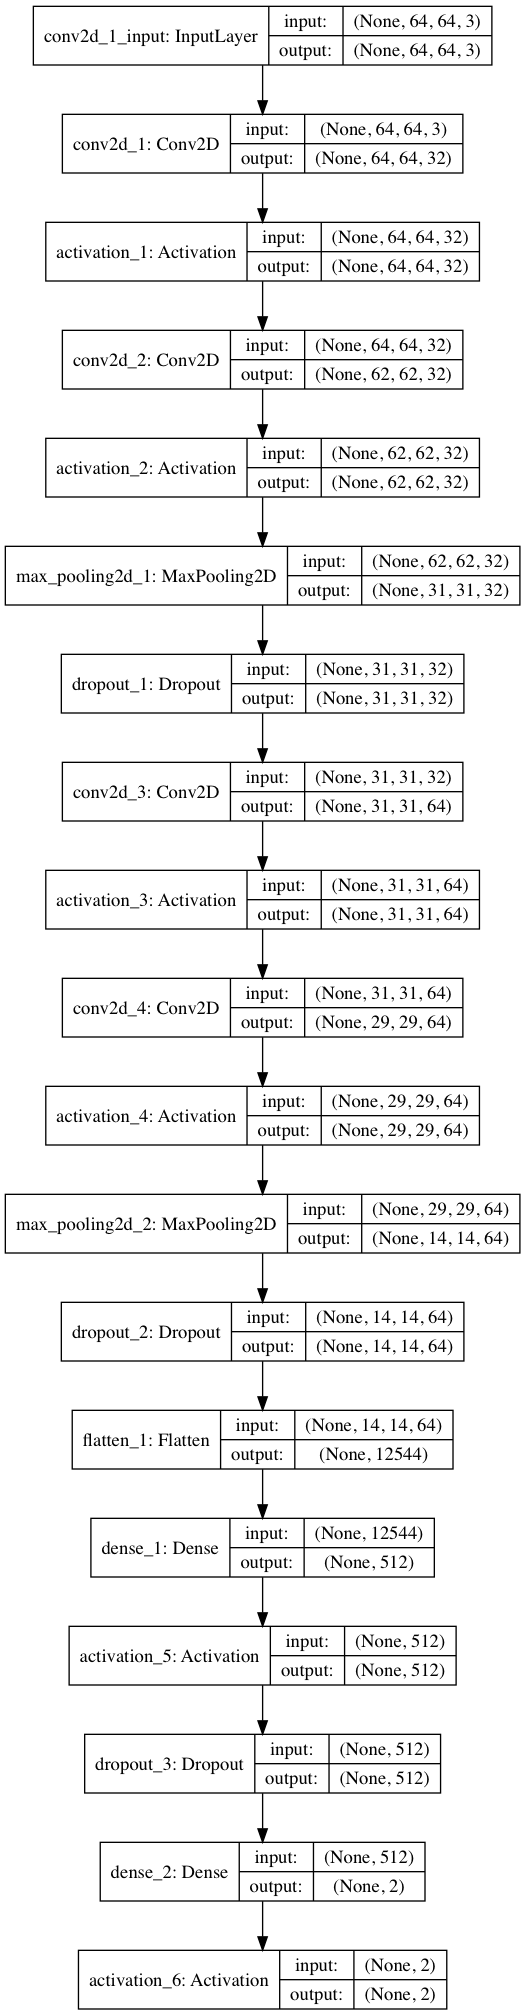 conv2d_1_input: InputLayer
input: (None, 64, 64, 3)
output: (None, 64, 64, 3)
conv2d_1: Conv2D
input: (None, 64, 64, 3)
output: (None, 64, 64, 32)
activation_1: Activation
input: (None, 64, 64, 32)
output: (None, 64, 64, 32)
conv2d_2: Conv2D
input: (None, 64, 64, 32)
output: (None, 62, 62, 32)
activation_2: Activation
input: (None, 62, 62, 32)
output: (None, 62, 62, 32)
max_pooling2d_1: MaxPooling2D
input: (None, 62, 62, 32)
output: (None, 31, 31, 32)
dropout_1: Dropout
input: (None, 31, 31, 32)
output: (None, 31, 31, 32)
conv2d_3: Conv2D
input: (None, 31, 31, 32)
output: (None, 31, 31, 64)
activation_3: Activation
input: (None, 31, 31, 64)
output: (None, 31, 31, 64)
conv2d_4: Conv2D
input: (None, 31, 31, 64)
output: (None, 29, 29, 64)
activation_4: Activation
input: (None, 29, 29, 64)
output: (None, 29, 29, 64)
max_pooling2d_2: MaxPooling2D
input: (None, 29, 29, 64)
output: (None, 14, 14, 64)
dropout_2: Dropout
input: (None, 14, 14, 64)
output: (None, 14, 14, 64)
flatten_1: Flatten
input: (None, 14, 14, 64)
output: (None, 12544)
dense_1: Dense
input: (None, 12544)
output: (None, 512)
activation_5: Activation
input: (None, 512)
output: (None, 512)
dropout_3: Dropout
input: (None, 512)
output: (None, 512)
dense_2: Dense
input: (None, 512)
output: (None, 2)
activation_6: Activation
input: (None, 2)
output: (None, 2)